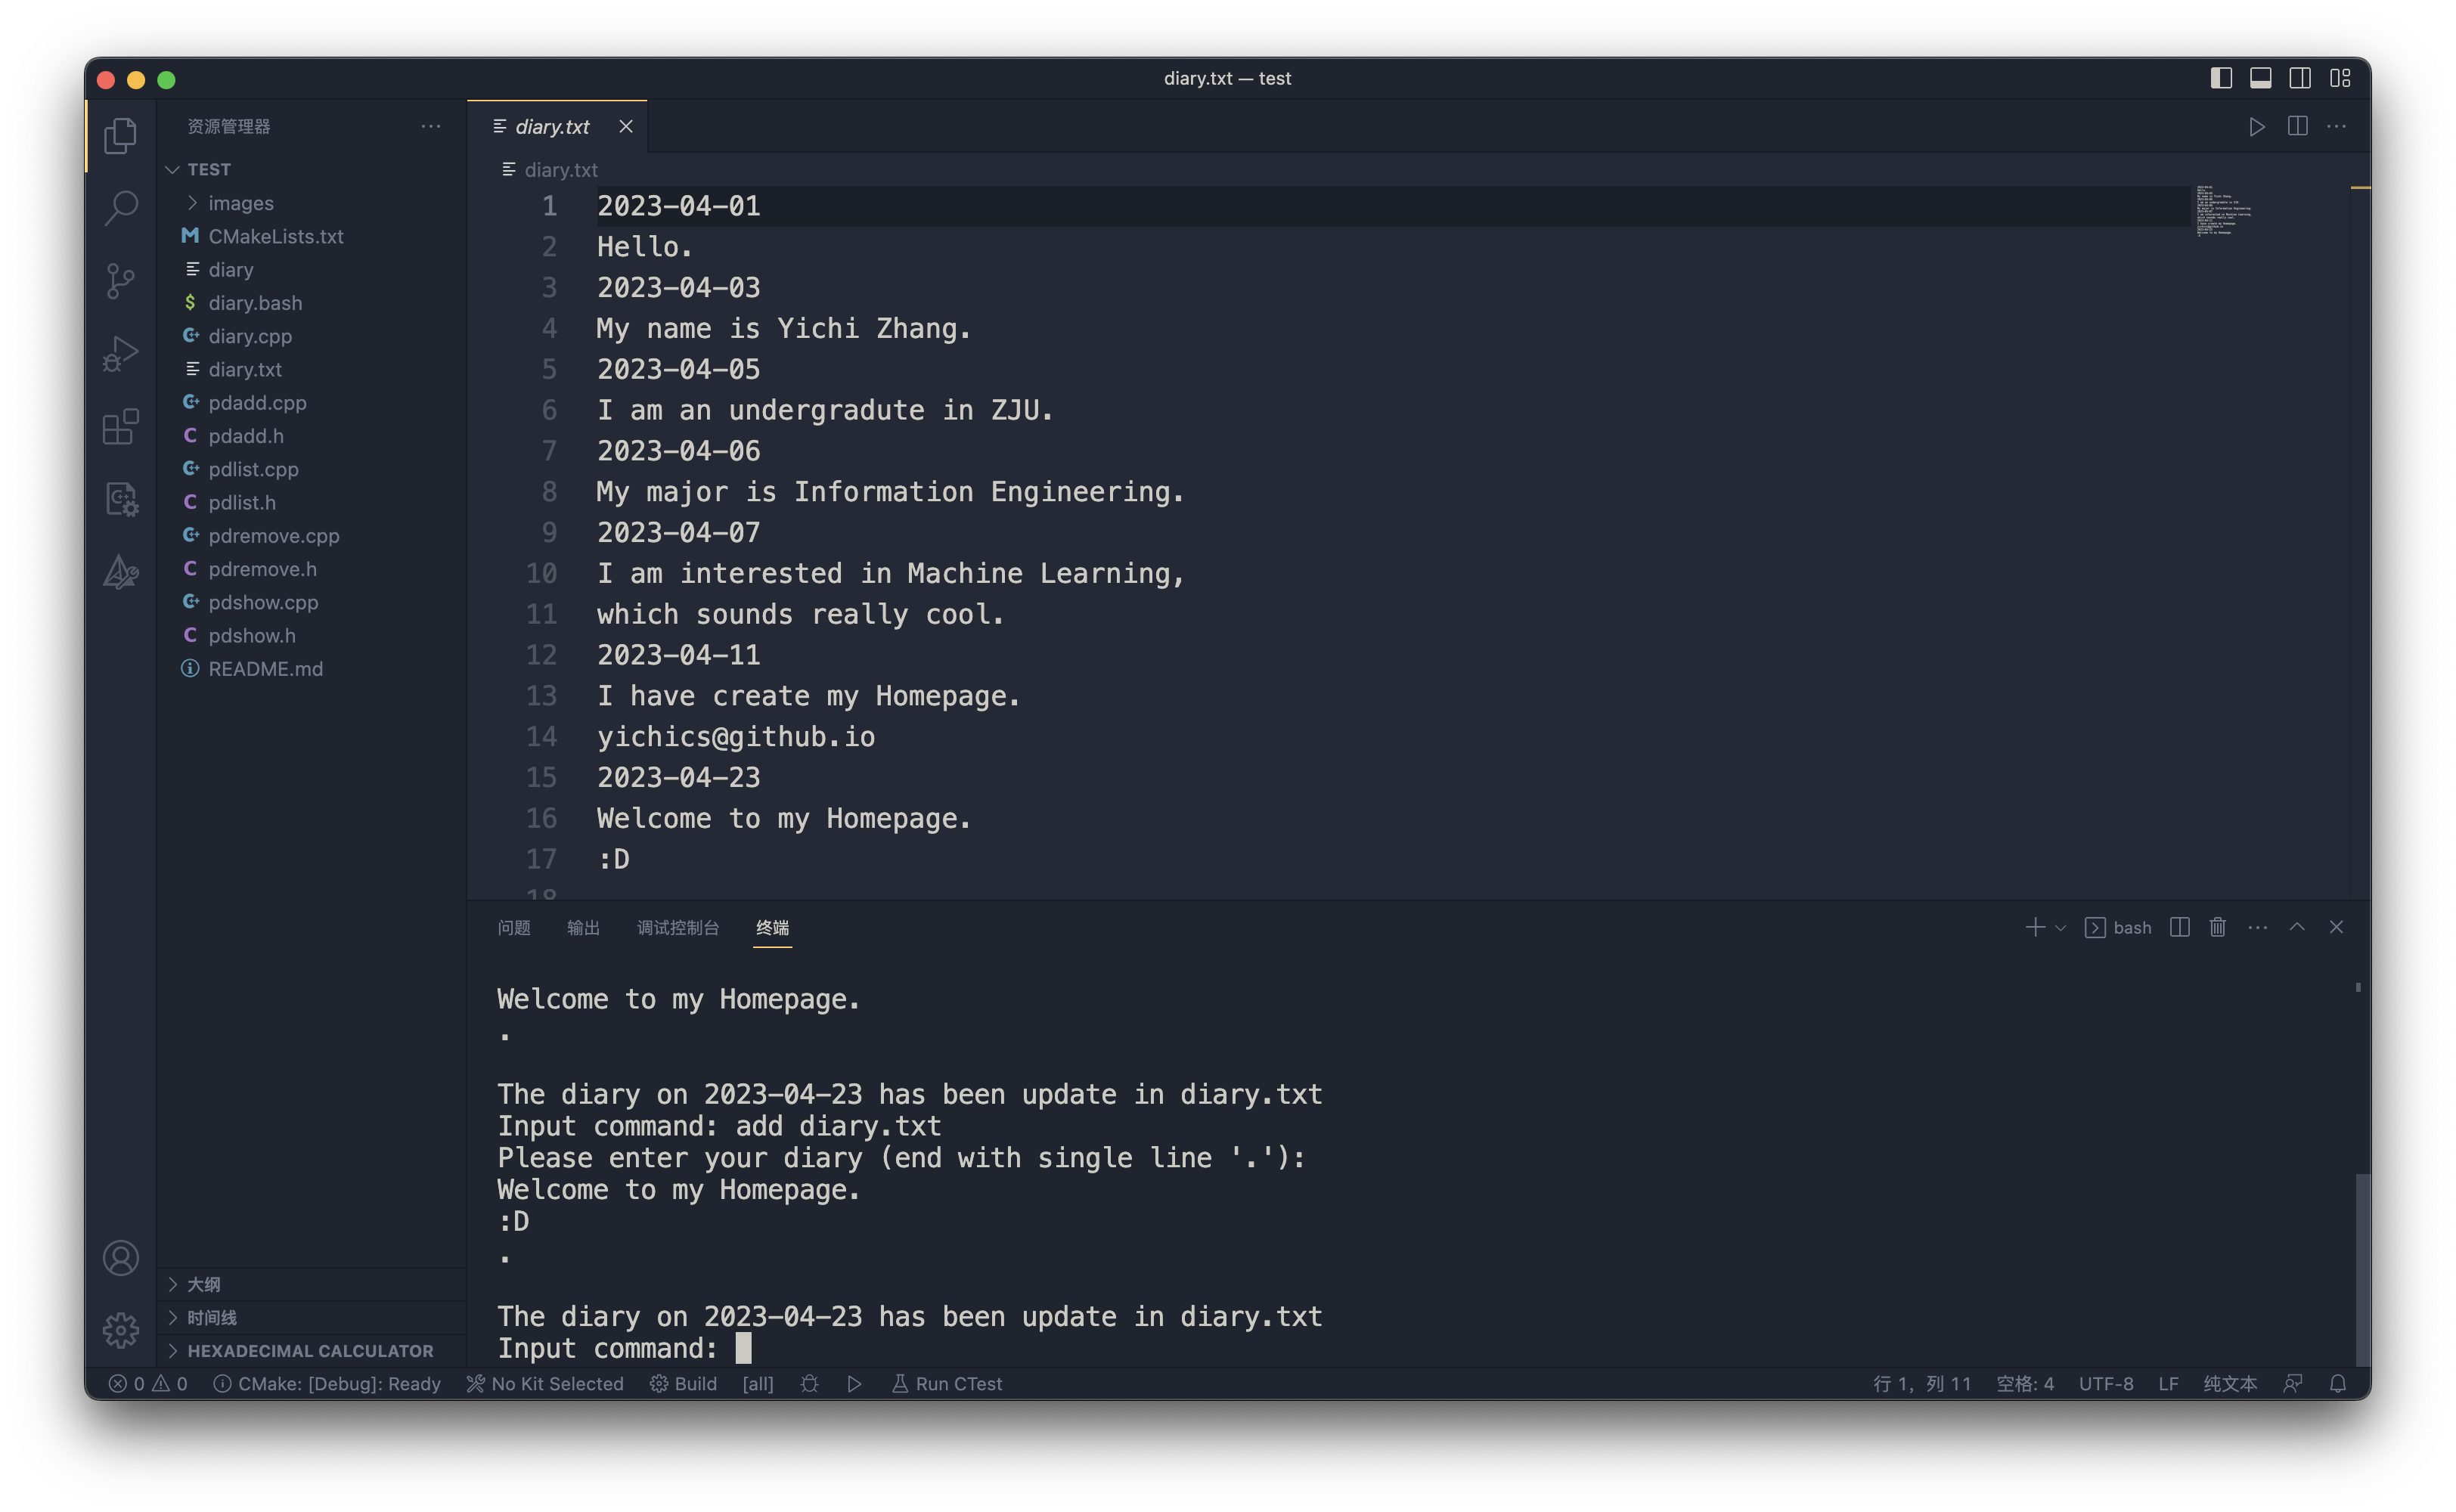 diary.txt — test
资源管理器
TEST
images
CMakeLists.txt
diary
diary.bash
diary.cpp
diary.txt
pdadd.cpp
pdadd.h
pdlist.cpp
pdlist.h
pdremove.cpp
pdremove.h
pdshow.cpp
pdshow.h
README.md
大纲
时间线
HEXADECIMAL CALCULATOR
diary.txt
diary.txt
1 2023-04-01
2 Hello.
3 2023-04-03
4 My name is Yichi Zhang.
5 2023-04-05
6 I am an undergradute in ZJU.
7 2023-04-06
8 My major is Information Engineering.
9 2023-04-07
10 I am interested in Machine Learning,
11 which sounds really cool.
12 2023-04-11
13 I have create my Homepage.
14 yichics@github.io
15 2023-04-23
16 Welcome to my Homepage.
17 :D
18
问题 输出 调试控制台 终端 bash
Welcome to my Homepage.
.
The diary on 2023-04-23 has been update in diary.txt
Input command: add diary.txt
Please enter your diary (end with single line '.'):
Welcome to my Homepage.
:D
.
The diary on 2023-04-23 has been update in diary.txt
Input command:
0 0 CMake: [Debug]: Ready No Kit Selected Build [all] Run CTest 行 1，列 11 空格: 4 UTF-8 LF 纯文本